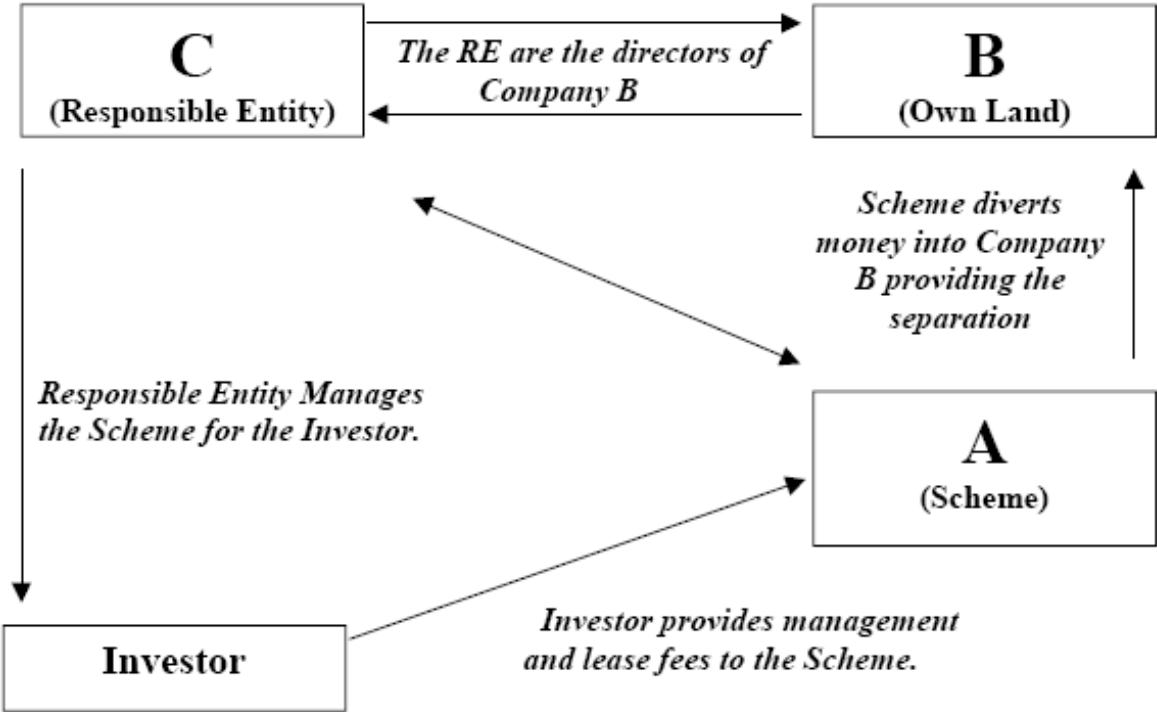 C
(Responsible Entity)
The RE are the directors of
Company B
B
(Own Land)
Scheme diverts
money into Company
B providing the
separation
Responsible Entity Manages
the Scheme for the Investor.
A
(Scheme)
Investor
Investor provides management
and lease fees to the Scheme.